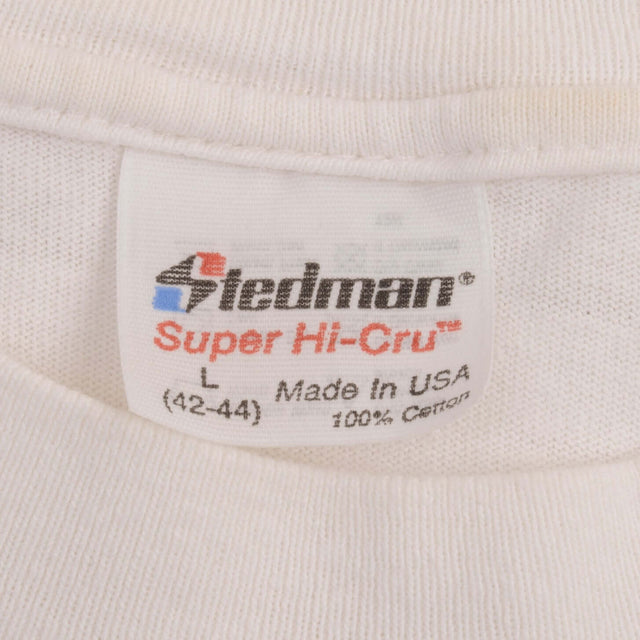 Stedman®
Super Hi-Cru™
L
(42-44)
Made In USA
100% Cotton